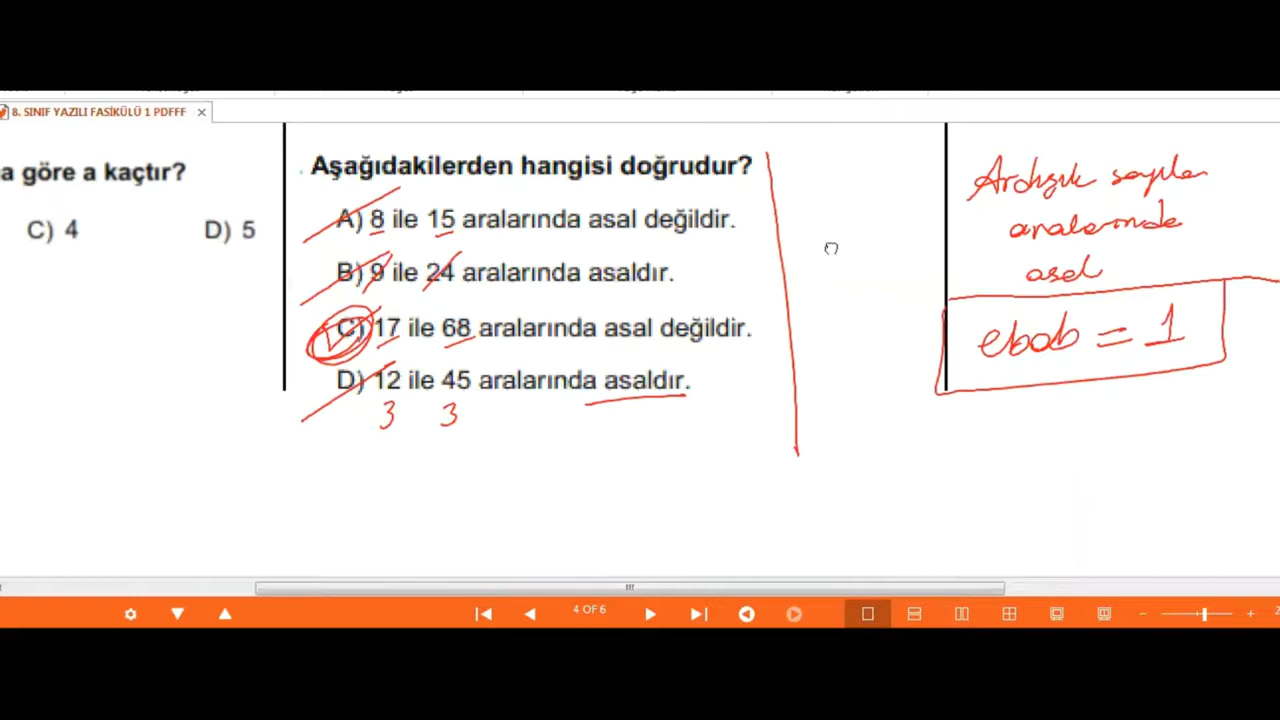 8. SINIF YAZILI FASİKÜLÜ 1 PDFFF
a göre a kaçtır?
C) 4
D) 5
Aşağıdakilerden hangisi doğrudur?
A) 8 ile 15 aralarında asal değildir.
B) 9 ile 24 aralarında asaldır.
C) 17 ile 68 aralarında asal değildir.
D) 12 ile 45 aralarında asaldır.
3 3
Ardışık sayılar
aralarında
asal
ebob = 1
4 OF 6